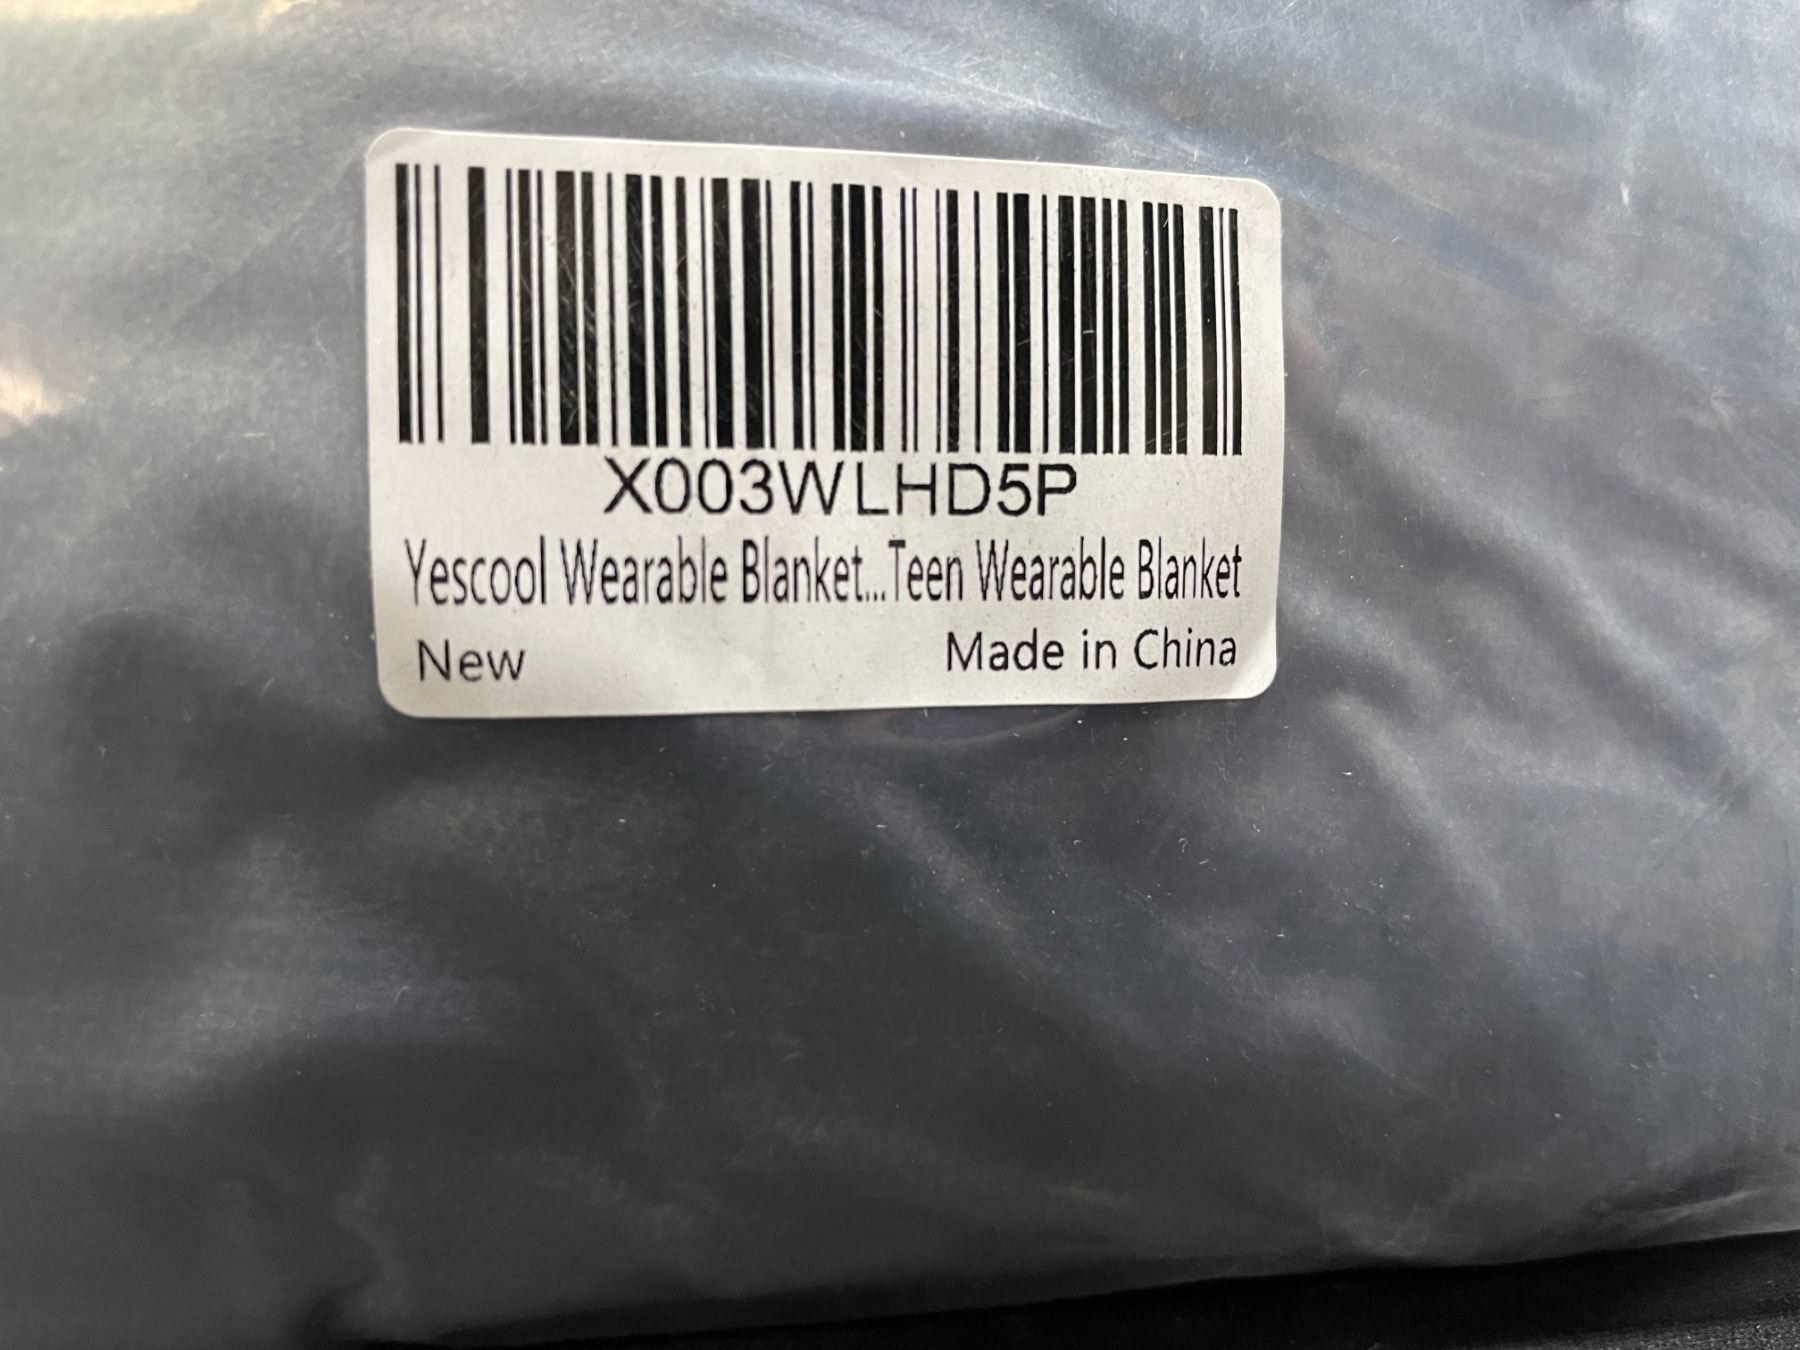 X003WLHD5P
Yescool Wearable Blanket...Teen Wearable Blanket
New Made in China